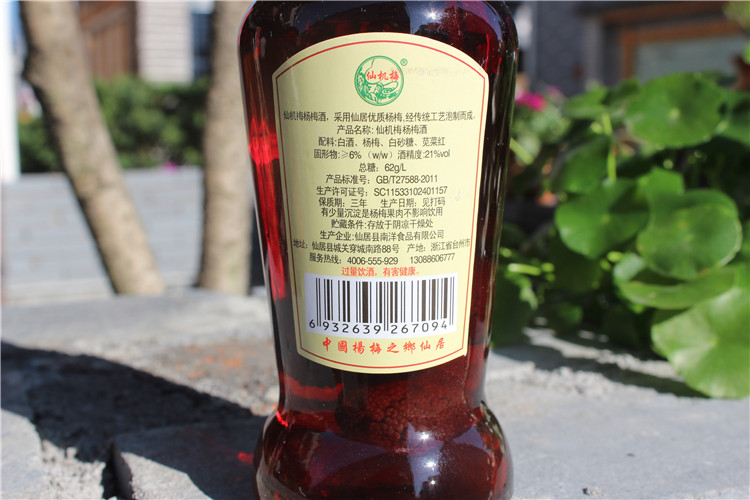 仙机梅
®
仙机梅杨梅酒，采用仙居优质杨梅,经传统工艺泡制而成。
产品名称: 仙机梅杨梅酒
配料: 白酒、杨梅、白砂糖、苋菜红
固形物: ≥6% （w/w）酒精度: 21%vol
总糖: 62g/L
产品标准号: GB/T27588-2011
生产许可证号: SC11533102401157
保质期: 三年 生产日期: 见打码
有少量沉淀是杨梅果肉不影响饮用
贮藏条件: 存放于阴凉干燥处
生产企业: 仙居县南洋食品有限公司
地址: 仙居县城关穿城南路88号 产地: 浙江省台州市
服务热线: 4006-555-929 13088606777
过量饮酒，有害健康。
6 932639 267094
中國楊梅之鄉仙居